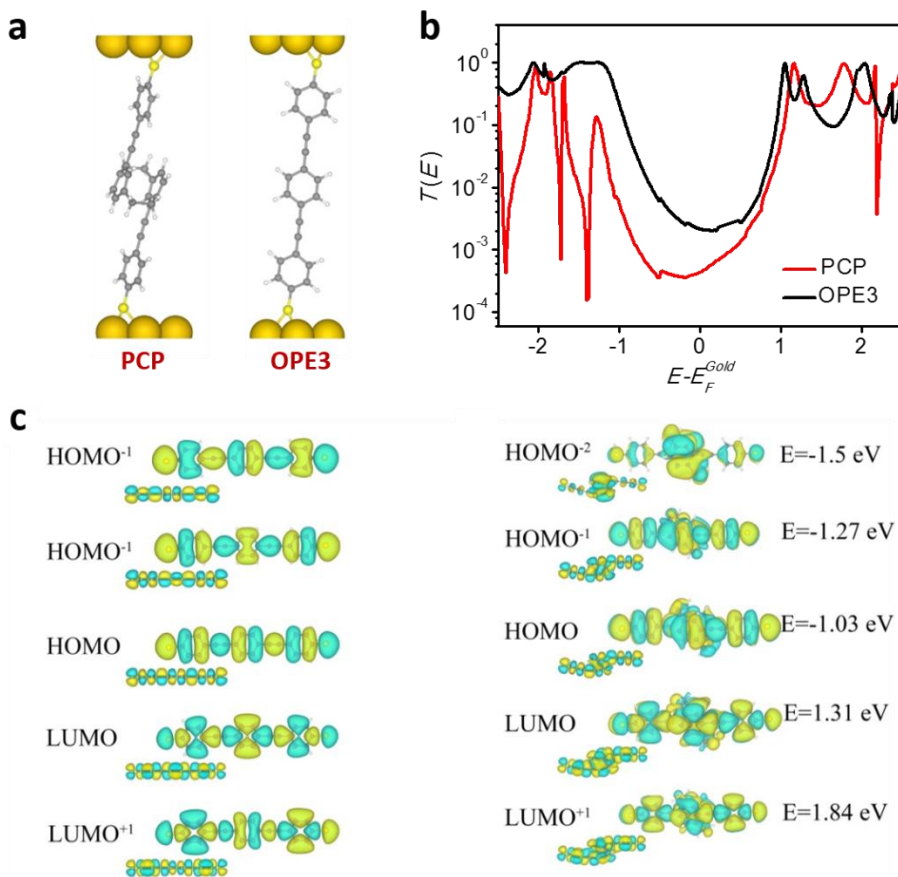 a
PCP
OPE3
b
T(E)
10⁰
10⁻¹
10⁻²
10⁻³
10⁻⁴
PCP
OPE3
-2 -1 0 1 2
E-E_F^Gold
c
HOMO⁻¹
HOMO⁻¹
HOMO
LUMO
LUMO⁺¹
HOMO⁻² E=-1.5 eV
HOMO⁻¹ E=-1.27 eV
HOMO E=-1.03 eV
LUMO E=1.31 eV
LUMO⁺¹ E=1.84 eV